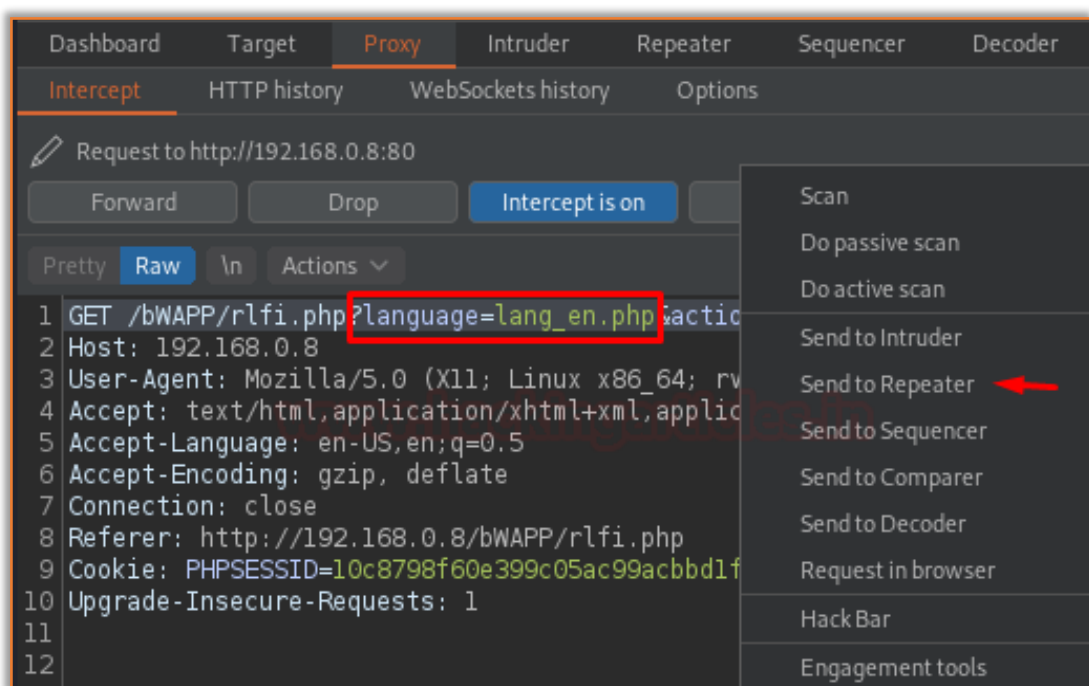 Dashboard Target Proxy Intruder Repeater Sequencer Decoder
Intercept HTTP history WebSockets history Options
Request to http://192.168.0.8:80
Forward Drop Intercept is on
Pretty Raw \n Actions
1 GET /bWAPP/rlfi.php?language=lang_en.php&actio
2 Host: 192.168.0.8
3 User-Agent: Mozilla/5.0 (X11; Linux x86_64; rv
4 Accept: text/html,application/xhtml+xml,applic
5 Accept-Language: en-US,en;q=0.5
6 Accept-Encoding: gzip, deflate
7 Connection: close
8 Referer: http://192.168.0.8/bWAPP/rlfi.php
9 Cookie: PHPSESSID=10c8798f60e399c05ac99acbbd1f
10 Upgrade-Insecure-Requests: 1
11
12
Scan
Do passive scan
Do active scan
Send to Intruder
Send to Repeater
Send to Sequencer
Send to Comparer
Send to Decoder
Request in browser
Hack Bar
Engagement tools